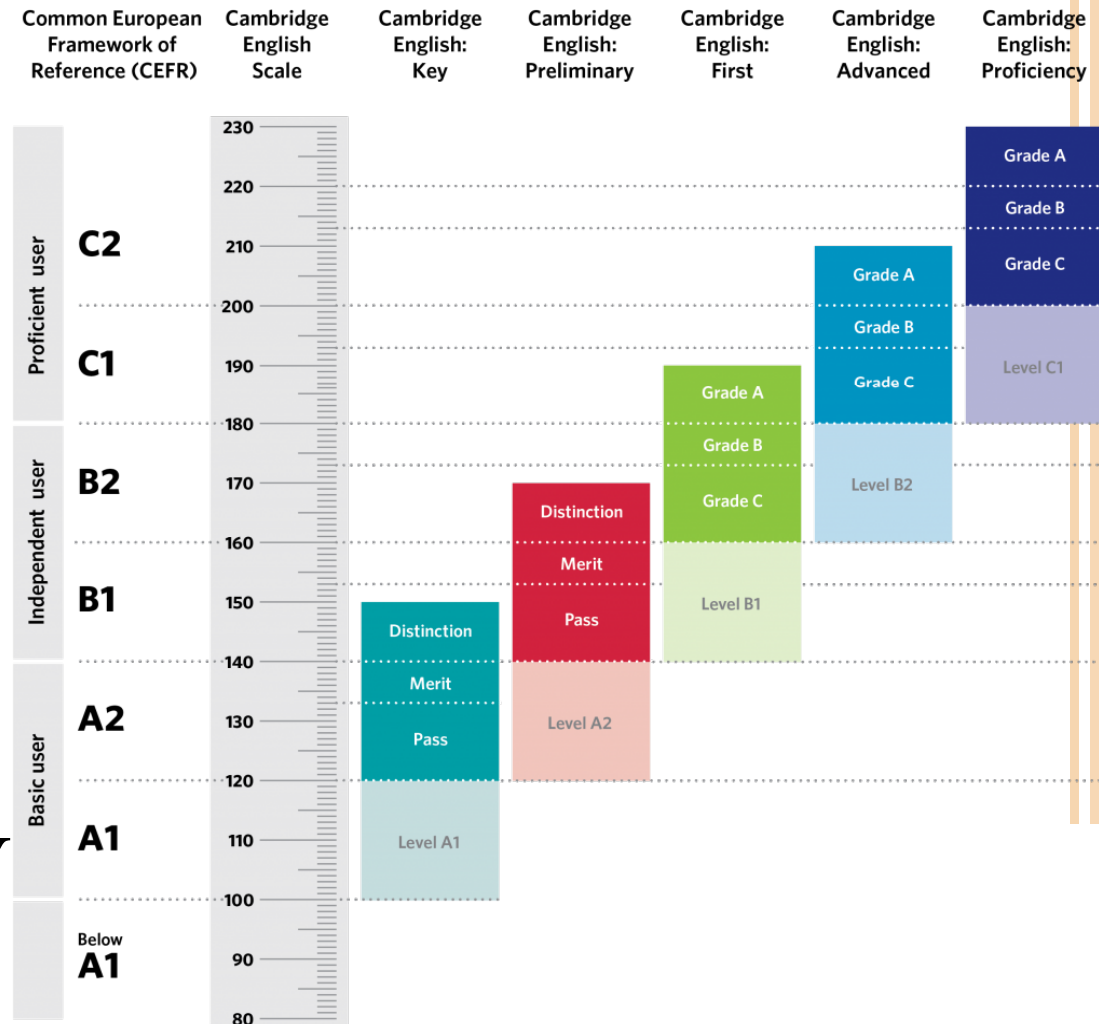 Common European
Framework of
Reference (CEFR)
Cambridge
English
Scale
Cambridge
English:
Key
Cambridge
English:
Preliminary
Cambridge
English:
First
Cambridge
English:
Advanced
Cambridge
English:
Proficiency
Proficient user
Independent user
Basic user
C2
C1
B2
B1
A2
A1
Below
A1
230
220
210
200
190
180
170
160
150
140
130
120
110
100
90
80
Distinction
Merit
Pass
Level A1
Distinction
Merit
Pass
Level A2
Grade A
Grade B
Grade C
Level B1
Grade A
Grade B
Grade C
Level B2
Grade A
Grade B
Grade C
Level C1